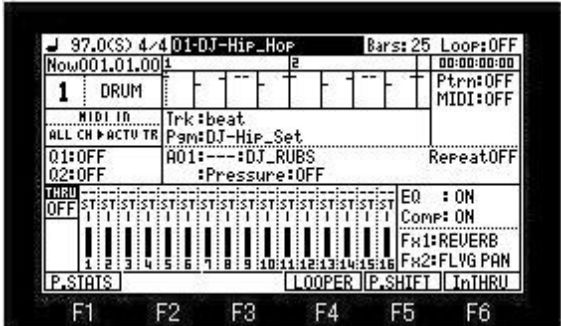 ♩ 97.0(S) 4/4 01-DJ-Hip_Hop Bars: 25 Loop:OFF
Now001.01.00 1 2 00:00:00:00
1 DRUM Ptrn:OFF
MIDI:OFF
MIDI IN Trk:beat
ALL CH▶ACTV TR Pgm:DJ-Hip_Set
Q1:OFF A01:---:DJ_RUBS RepeatOFF
Q2:OFF :Pressure:OFF
THRU OFF
ST ST ST ST ST ST ST ST ST ST ST ST ST ST ST ST
EQ : ON
Comp: ON
Fx1:REVERB
1 2 3 4 5 6 7 8 9 10 11 12 13 14 15 16 Fx2:FLVG PAN
P.STATS LOOPER P.SHIFT InTHRU
F1 F2 F3 F4 F5 F6